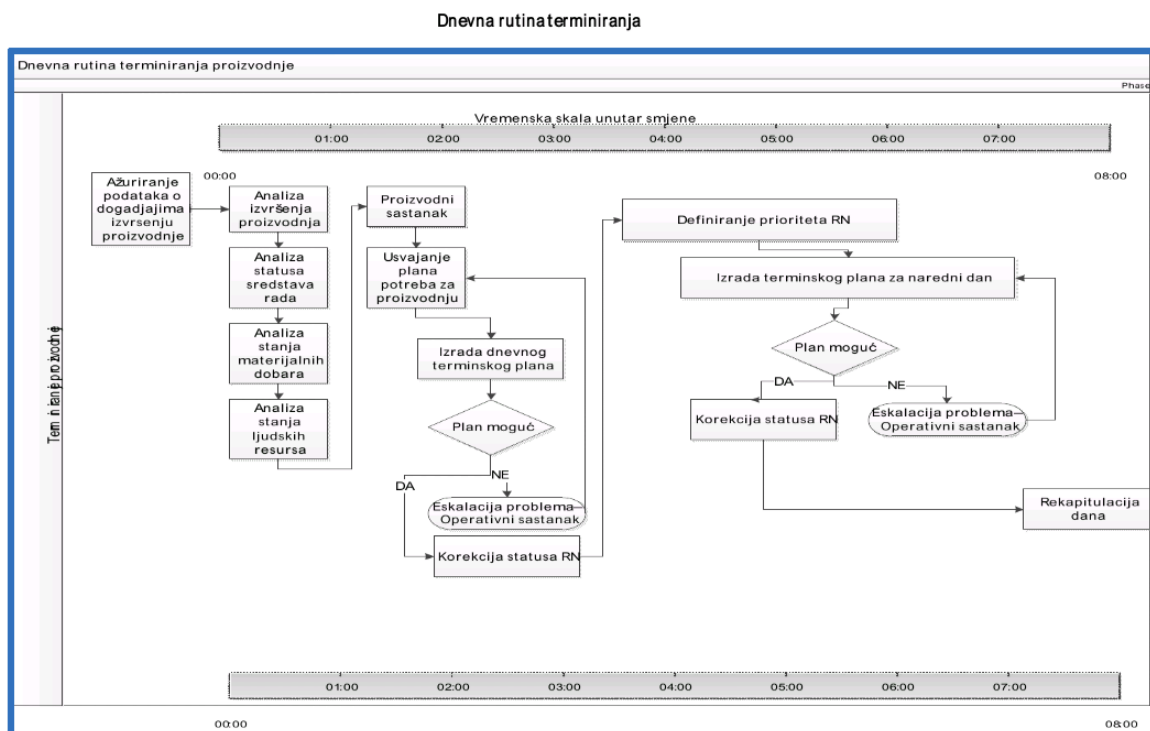 Dnevna rutina terminiranja
Dnevna rutina terminiranja proizvodnje
Phase
Vremenska skala unutar smjene
01:00 02:00 03:00 04:00 05:00 06:00 07:00
00:00 08:00
Ažuriranje
podataka o
dogadjajima
izvrsenju
proizvodnje
Analiza
izvršenja
proizvodnja
Analiza
statusa
sredstava
rada
Analiza
stanja
materijalnih
dobara
Analiza
stanja
ljudskih
resursa
Proizvodni
sastanak
Usvajanje
plana
potreba za
proizvodnju
Izrada dnevnog
terminskog plana
Plan moguć
DA
NE
Eskalacija problema
Operativni sastanak
Korekcija statusa RN
Definiranje prioriteta RN
Izrada terminskog plana za naredni dan
Plan moguć
DA
NE
Korekcija statusa RN
Eskalacija problema
Operativni sastanak
Rekapitulacija
dana
Terminiranje proizvodnje
01:00 02:00 03:00 04:00 05:00 06:00 07:00
00:00 08:00